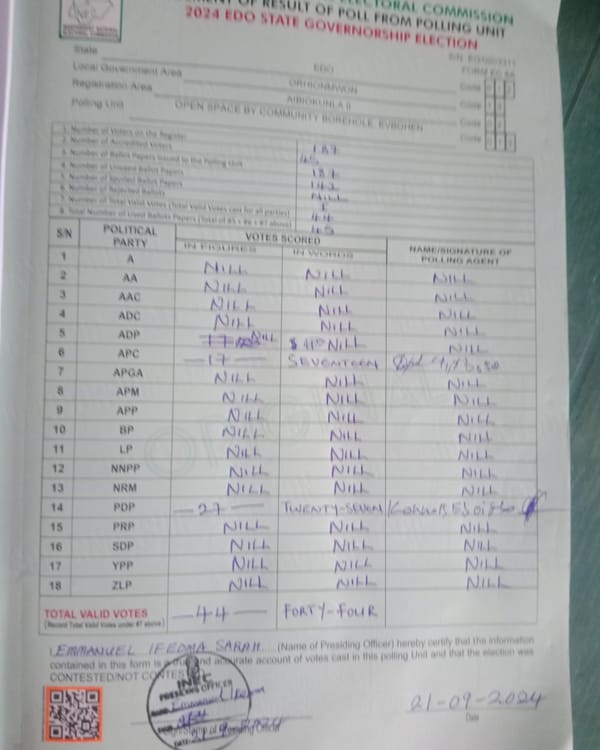 ELECTORAL COMMISSION
OF RESULT OF POLL FROM POLLING UNIT
2024 EDO STATE GOVERNORSHIP ELECTION
State EDO
Local Government Area ORHIONMWON Code
Registration Area AIBIOKUNLA II Code
Polling Unit OPEN SPACE BY COMMUNITY BOREHOLE, EVBOHEN Code
1. Number of Voters on the Register 187
2. Number of Accredited Voters 45
3. Number of Ballot Papers Issued to the Polling Unit 187
4. Number of Unused Ballot Papers 142
5. Number of Spoiled Ballot Papers NILL
6. Number of Rejected Ballots 1
7. Number of Total Valid Votes (Total Valid Votes cast for all parties) 44
8. Total Number of Used Ballots Papers (Total of #5 + #6 + #7 above) 45
S/N POLITICAL PARTY VOTES SCORED NAME/SIGNATURE OF POLLING AGENT
IN FIGURES IN WORDS
1 A NILL NILL NILL
2 AA NILL NILL NILL
3 AAC NILL NILL NILL
4 ADC NILL NILL NILL
5 ADP NILL NILL NILL
6 APC —17— SEVENTEEN
7 APGA NILL NILL NILL
8 APM NILL NILL NILL
9 APP NILL NILL NILL
10 BP NILL NILL NILL
11 LP NILL NILL NILL
12 NNPP NILL NILL NILL
13 NRM NILL NILL NILL
14 PDP —27— TWENTY-SEVEN
15 PRP NILL NILL NILL
16 SDP NILL NILL NILL
17 YPP NILL NILL NILL
18 ZLP NILL NILL NILL
TOTAL VALID VOTES —44— FORTY-FOUR
(Record Total Valid Votes under #7 above)
I, EMMANUEL IFEOMA SARAH (Name of Presiding Officer) hereby certify that the information
contained in this form is a true and accurate account of votes cast in this polling Unit and that the election was
CONTESTED/NOT CONTESTED
INEC
PRESIDING OFFICER
21-09-2024
Date